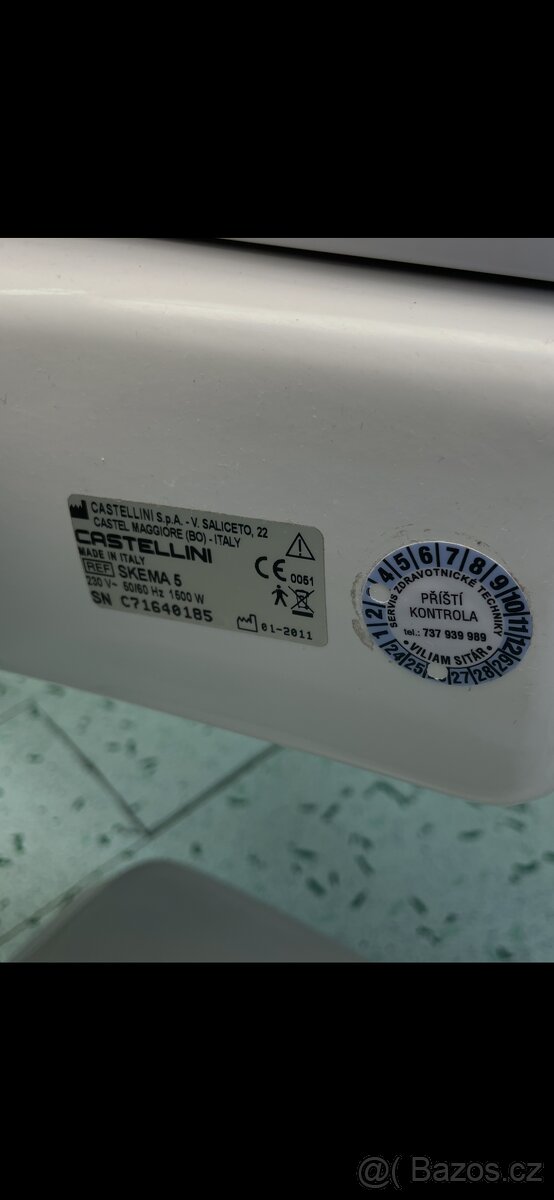 CASTELLINI S.p.A. - V. SALICETO, 22
CASTEL MAGGIORE (BO) - ITALY
CASTELLINI
MADE IN ITALY
REF SKEMA 5
230 V~ 50/60 Hz 1500 W
SN C71640185
CE 0051
01-2011
1 2 4 5 6 7 8 9 10 11 12
SERVIS ZDRAVOTNICKÉ TECHNIKY
PŘÍŠTÍ
KONTROLA
tel.: 737 939 989
• VILIAM SITÁR •
24 25 27 28 29
@( Bazos.cz